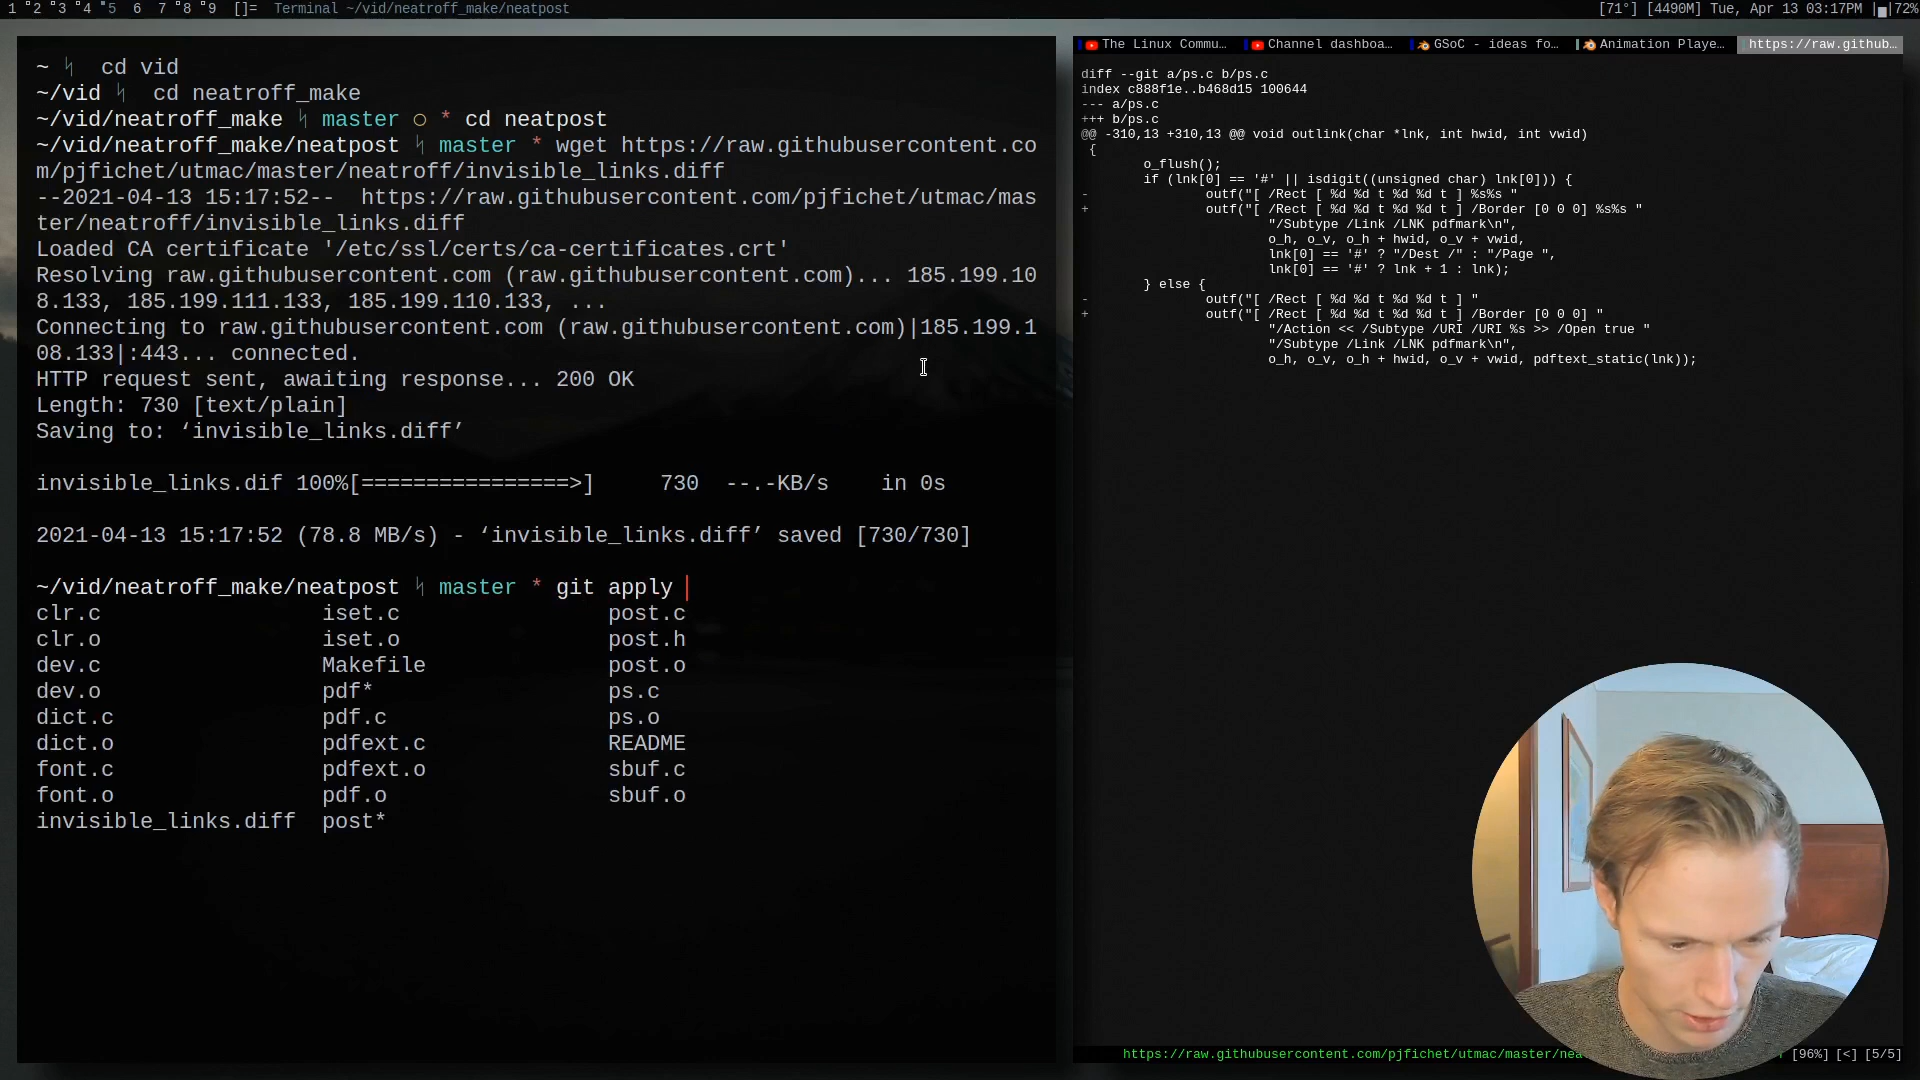 1 2 3 4 5 6 7 8 9 []= Terminal ~/vid/neatroff_make/neatpost
[71°] [4490M] Tue, Apr 13 03:17PM 72%
~ cd vid
~/vid cd neatroff_make
~/vid/neatroff_make master ○ * cd neatpost
~/vid/neatroff_make/neatpost master * wget https://raw.githubusercontent.co
m/pjfichet/utmac/master/neatroff/invisible_links.diff
--2021-04-13 15:17:52-- https://raw.githubusercontent.com/pjfichet/utmac/mas
ter/neatroff/invisible_links.diff
Loaded CA certificate '/etc/ssl/certs/ca-certificates.crt'
Resolving raw.githubusercontent.com (raw.githubusercontent.com)... 185.199.10
8.133, 185.199.111.133, 185.199.110.133, ...
Connecting to raw.githubusercontent.com (raw.githubusercontent.com)|185.199.1
08.133|:443... connected.
HTTP request sent, awaiting response... 200 OK
Length: 730 [text/plain]
Saving to: ‘invisible_links.diff’
invisible_links.dif 100%[================>] 730 --.-KB/s in 0s
2021-04-13 15:17:52 (78.8 MB/s) - ‘invisible_links.diff’ saved [730/730]
~/vid/neatroff_make/neatpost master * git apply
clr.c iset.c post.c
clr.o iset.o post.h
dev.c Makefile post.o
dev.o pdf* ps.c
dict.c pdf.c ps.o
dict.o pdfext.c README
font.c pdfext.o sbuf.c
font.o pdf.o sbuf.o
invisible_links.diff post*
The Linux Commu… Channel dashboa… GSoC - ideas fo… Animation Playe… https://raw.github…
diff --git a/ps.c b/ps.c
index c888f1e..b468d15 100644
--- a/ps.c
+++ b/ps.c
@@ -310,13 +310,13 @@ void outlink(char *lnk, int hwid, int vwid)
{
o_flush();
if (lnk[0] == '#' || isdigit((unsigned char) lnk[0])) {
- outf("[ /Rect [ %d %d t %d %d t ] %s%s "
+ outf("[ /Rect [ %d %d t %d %d t ] /Border [0 0 0] %s%s "
"/Subtype /Link /LNK pdfmark\n",
o_h, o_v, o_h + hwid, o_v + vwid,
lnk[0] == '#' ? "/Dest /" : "/Page ",
lnk[0] == '#' ? lnk + 1 : lnk);
} else {
- outf("[ /Rect [ %d %d t %d %d t ] "
+ outf("[ /Rect [ %d %d t %d %d t ] /Border [0 0 0] "
"/Action << /Subtype /URI /URI %s >> /Open true "
"/Subtype /Link /LNK pdfmark\n",
o_h, o_v, o_h + hwid, o_v + vwid, pdftext_static(lnk));
https://raw.githubusercontent.com/pjfichet/utmac/master/nea [96%] [<] [5/5]